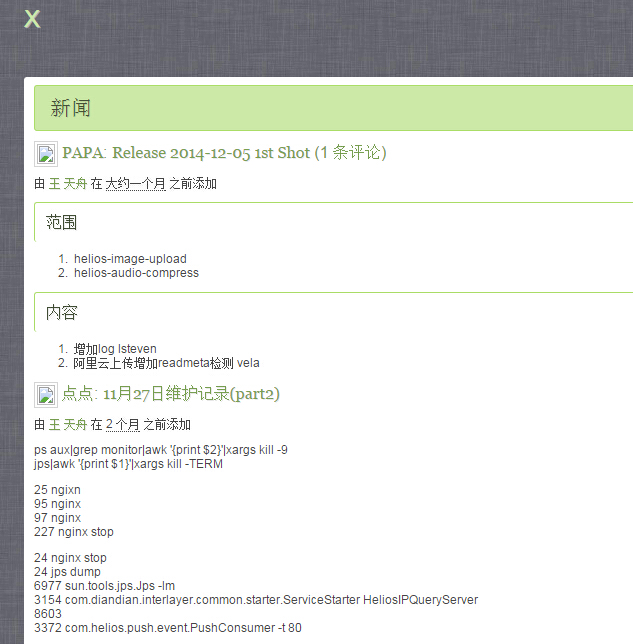 X
新闻
PAPA: Release 2014-12-05 1st Shot (1 条评论)
由 王 天舟 在 大约一个月 之前添加
范围
1. helios-image-upload
2. helios-audio-compress
内容
1. 增加log lsteven
2. 阿里云上传增加readmeta检测 vela
点点: 11月27日维护记录(part2)
由 王 天舟 在 2 个月 之前添加
ps aux|grep monitor|awk '{print $2}'|xargs kill -9
jps|awk '{print $1}'|xargs kill -TERM
25 ngixn
95 nginx
97 nginx
227 nginx stop
24 nginx stop
24 jps dump
6977 sun.tools.jps.Jps -lm
3154 com.diandian.interlayer.common.starter.ServiceStarter HeliosIPQueryServer
8603
3372 com.helios.push.event.PushConsumer -t 80